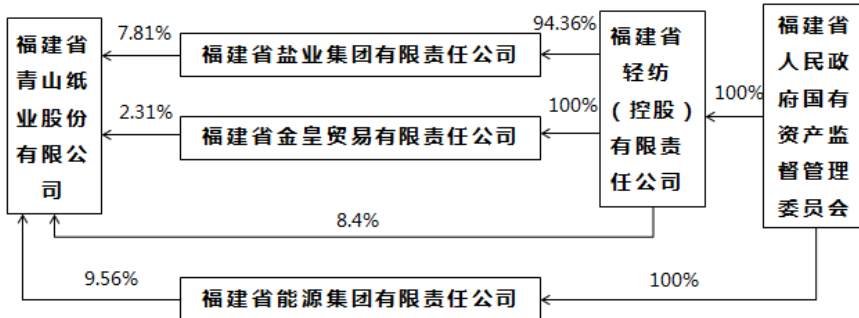 福建省
青山纸
业股份
有限公
司
7.81%
福建省盐业集团有限责任公司
94.36%
2.31%
福建省金皇贸易有限责任公司
100%
8.4%
福建省
轻纺
（控股）
有限责
任公司
100%
福建省
人民政
府国有
资产监
督管理
委员会
9.56%
福建省能源集团有限责任公司
100%